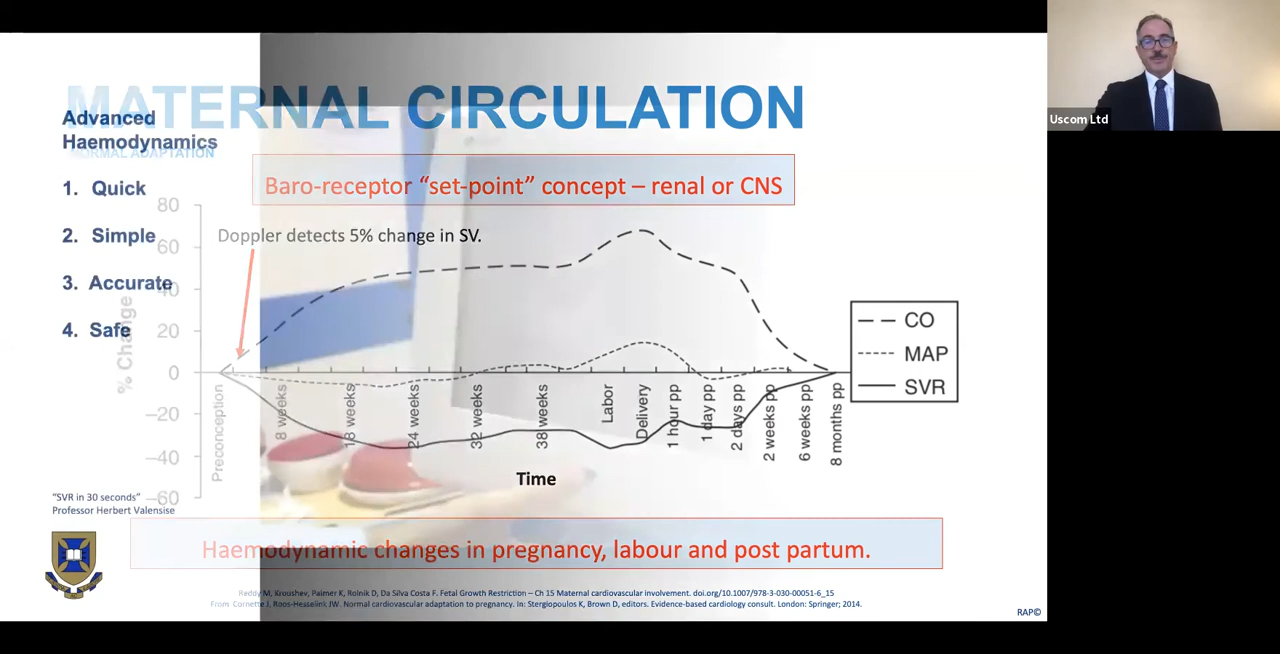 MATERNAL CIRCULATION
NORMAL ADAPTATION
Advanced
Haemodynamics
1. Quick
2. Simple
3. Accurate
4. Safe
Baro-receptor “set-point” concept – renal or CNS
Doppler detects 5% change in SV.
% Change
80
60
40
20
0
−20
−40
−60
Preconception
8 weeks
18 weeks
24 weeks
32 weeks
38 weeks
Labor
Delivery
1 hour pp
1 day pp
2 days pp
2 weeks pp
6 weeks pp
8 months pp
Time
CO
MAP
SVR
“SVR in 30 seconds”
Professor Herbert Valensise
Haemodynamic changes in pregnancy, labour and post partum.
Reddy M, Kroushev, Palmer K, Rolnik D, Da Silva Costa F. Fetal Growth Restriction – Ch 15 Maternal cardiovascular involvement. doi.org/10.1007/978-3-030-00051-6_15
From Curnette J, Roos-Hesselink JW. Normal cardiovascular adaptation to pregnancy. In: Stergiopoulos K, Brown D, editors. Evidence-based cardiology consult. London: Springer; 2014.
RAP©
Uscom Ltd